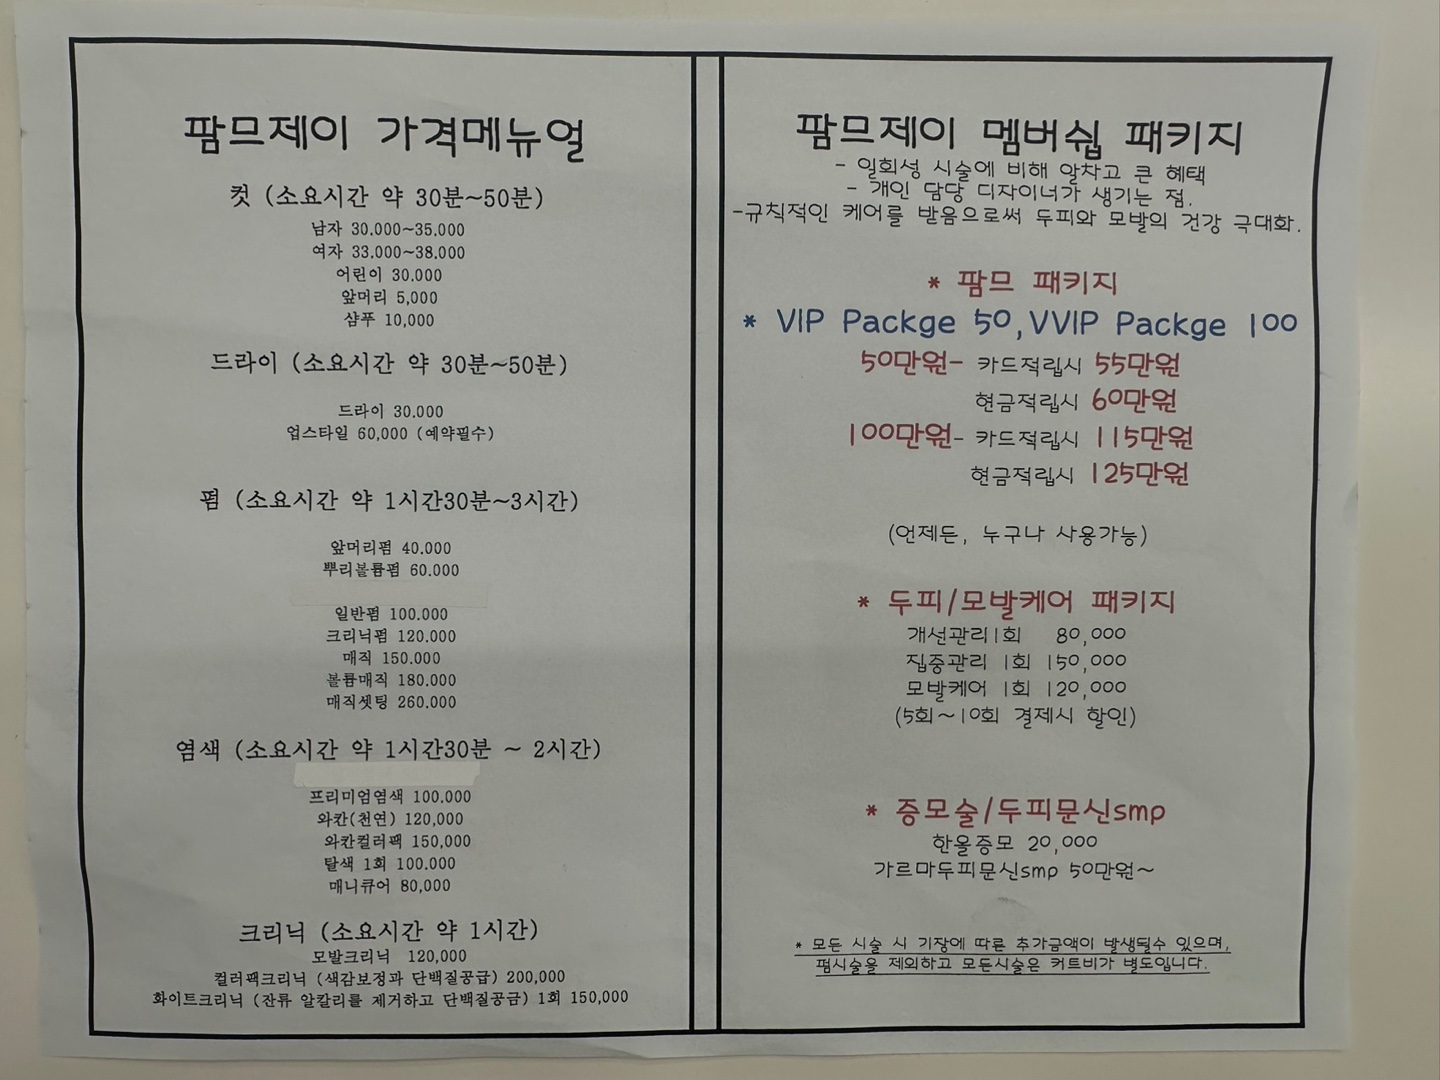 팜므제이 가격메뉴얼
컷 (소요시간 약 30분~50분)
남자 30.000~35.000
여자 33.000~38.000
어린이 30.000
앞머리 5,000
샴푸 10,000
드라이 (소요시간 약 30분~50분)
드라이 30.000
업스타일 60,000 (예약필수)
펌 (소요시간 약 1시간30분~3시간)
앞머리펌 40.000
뿌리볼륨펌 60.000
일반펌 100.000
크리닉펌 120,000
매직 150.000
볼륨매직 180.000
매직셋팅 260.000
염색 (소요시간 약 1시간30분 ~ 2시간)
프리미엄염색 100.000
와칸(천연) 120,000
와칸컬러팩 150,000
탈색 1회 100.000
매니큐어 80,000
크리닉 (소요시간 약 1시간)
모발크리닉 120,000
컬러팩크리닉 (색감보정과 단백질공급) 200,000
화이트크리닉 (잔류 알칼리를 제거하고 단백질공금) 1회 150,000
팜므제이 멤버쉽 패키지
- 일회성 시술에 비해 알차고 큰 혜택
- 개인 담당 디자이너가 생기는 점.
-규칙적인 케어를 받음으로써 두피와 모발의 건강 극대화.
* 팜므 패키지
* VIP Packge 50,VVIP Packge 100
50만원- 카드적립시 55만원
현금적립시 60만원
100만원- 카드적립시 115만원
현금적립시 125만원
(언제든, 누구나 사용가능)
* 두피/모발케어 패키지
개선관리1회 80,000
집중관리 1회 150,000
모발케어 1회 120,000
(5회~10회 결제시 할인)
* 증모술/두피문신smp
한올증모 20,000
가르마두피문신smp 50만원~
* 모든 시술 시 기장에 따른 추가금액이 발생될수 있으며,
펌시술을 제외하고 모든시술은 커트비가 별도입니다.